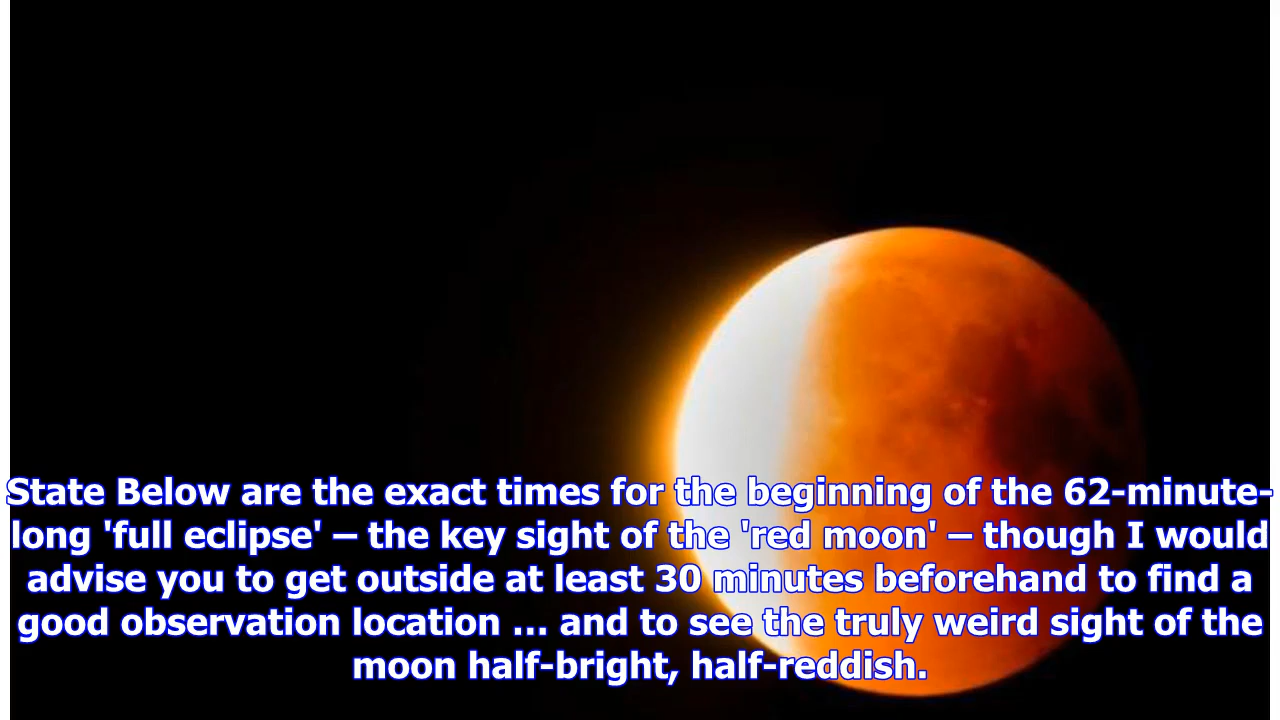 State Below are the exact times for the beginning of the 62-minute-
long 'full eclipse' – the key sight of the 'red moon' – though I would
advise you to get outside at least 30 minutes beforehand to find a
good observation location ... and to see the truly weird sight of the
moon half-bright, half-reddish.